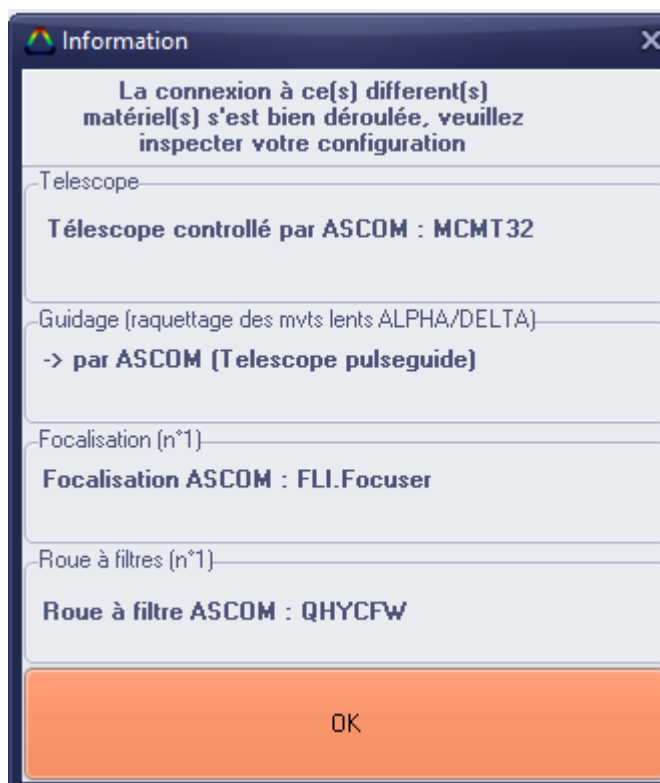 Information
La connexion à ce(s) different(s)
matériel(s) s'est bien déroulée, veuillez
inspecter votre configuration
Telescope
Télescope controllé par ASCOM : MCMT32
Guidage (raquettage des mvts lents ALPHA/DELTA)
-> par ASCOM (Telescope pulseguide)
Focalisation (n°1)
Focalisation ASCOM : FLI.Focuser
Roue à filtres (n°1)
Roue à filtre ASCOM : QHYCFW
OK